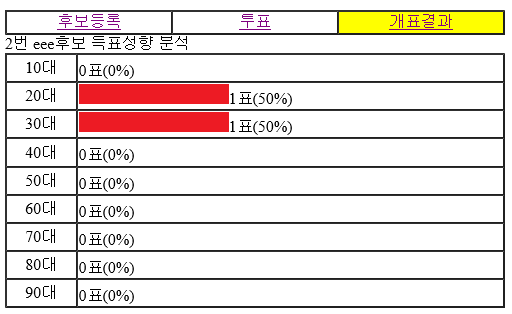 후보등록 투표 개표결과
2번 eee후보 득표성향 분석
10대 0표(0%)
20대 1표(50%)
30대 1표(50%)
40대 0표(0%)
50대 0표(0%)
60대 0표(0%)
70대 0표(0%)
80대 0표(0%)
90대 0표(0%)